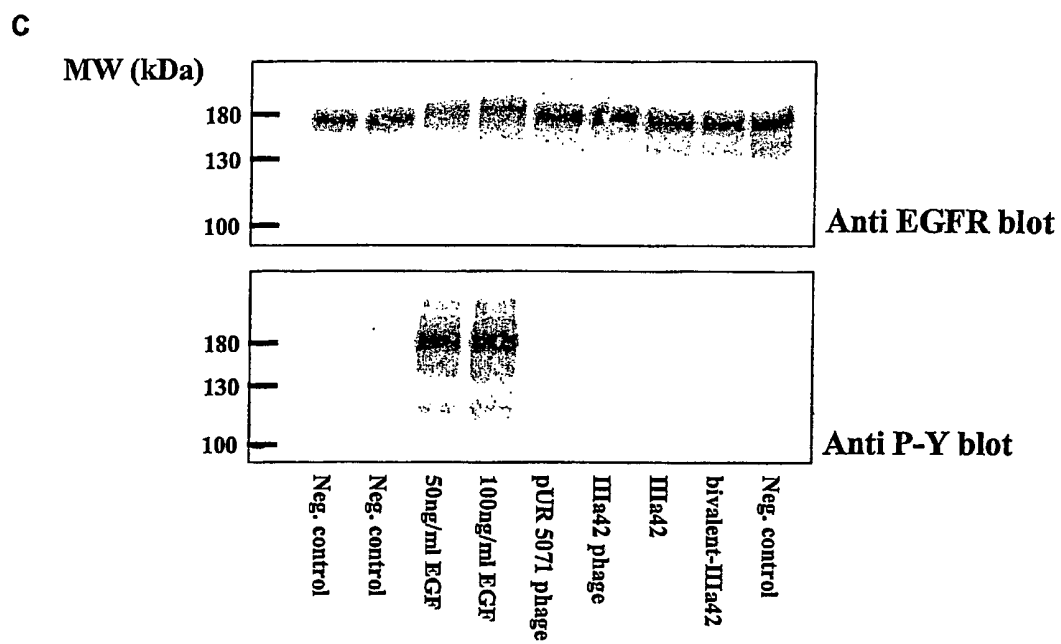 C
MW (kDa)
180
130
100
Anti EGFR blot
180
130
100
Anti P-Y blot
Neg. control
Neg. control
50ng/ml EGF
100ng/ml EGF
pUR 5071 phage
IIIa42 phage
IIIa42
bivalent-IIIa42
Neg. control